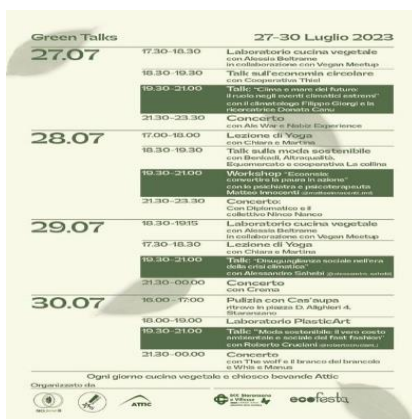 Green Talks 27-30 Luglio 2023
27.07 17.30-18.30 Laboratorio cucina vegetale
con Alessia Beltrame
in collaborazione con Vegan Meetup
18.30-19.30 Talk sull'economia circolare
con Cooperativa Thiel
19.30-21.00 Talk: "Clima e mare del futuro:
il ruolo negli eventi climatici estremi"
con il climatologo Filippo Giorgi e la
ricercatrice Donata Canu
21.30-23.30 Concerto
con Ale War e Nabiz Experience
28.07 17.00-18.00 Lezione di Yoga
con Chiara e Martina
18.30-19.30 Talk sulla moda sostenibile
con Benkadì, Altraqualità,
Equomercato e cooperativa La collina
19.30-21.00 Workshop "Ecoansia:
convertire la paura in azione"
con lo psichiatra e psicoterapeuta
Matteo Innocenti
21.30-23.30 Concerto:
con Diplomatico e il
collettivo Ninco Nanco
29.07 18.30-19.15 Laboratorio cucina vegetale
con Alessia Beltrame
in collaborazione con Vegan Meetup
17.30-18.30 Lezione di Yoga
con Chiara e Martina
19.30-21.00 Talk: "Disuguaglianza sociale nell'era
della crisi climatica"
con Alessandro Sahebi
21.30-00.00 Concerto
con Crema
30.07 16.00-17.00 Pulizia con Cas'aupa
ritrovo in piazza D. Alighieri 4,
Staranzano
18.00-19.00 Laboratorio PlasticArt
19.30-21.00 Talk: "Moda sostenibile: il vero costo
ambientale e sociale del fast fashion"
con Roberto Cruciani
21.30-00.00 Concerto
con The wolf e il branco del brancolo
e Whis e Manus
Ogni giorno cucina vegetale e chiosco bevande Attic
Organizzato da
ATTIC
BCC Staranzano
e Villesse
ecofesta